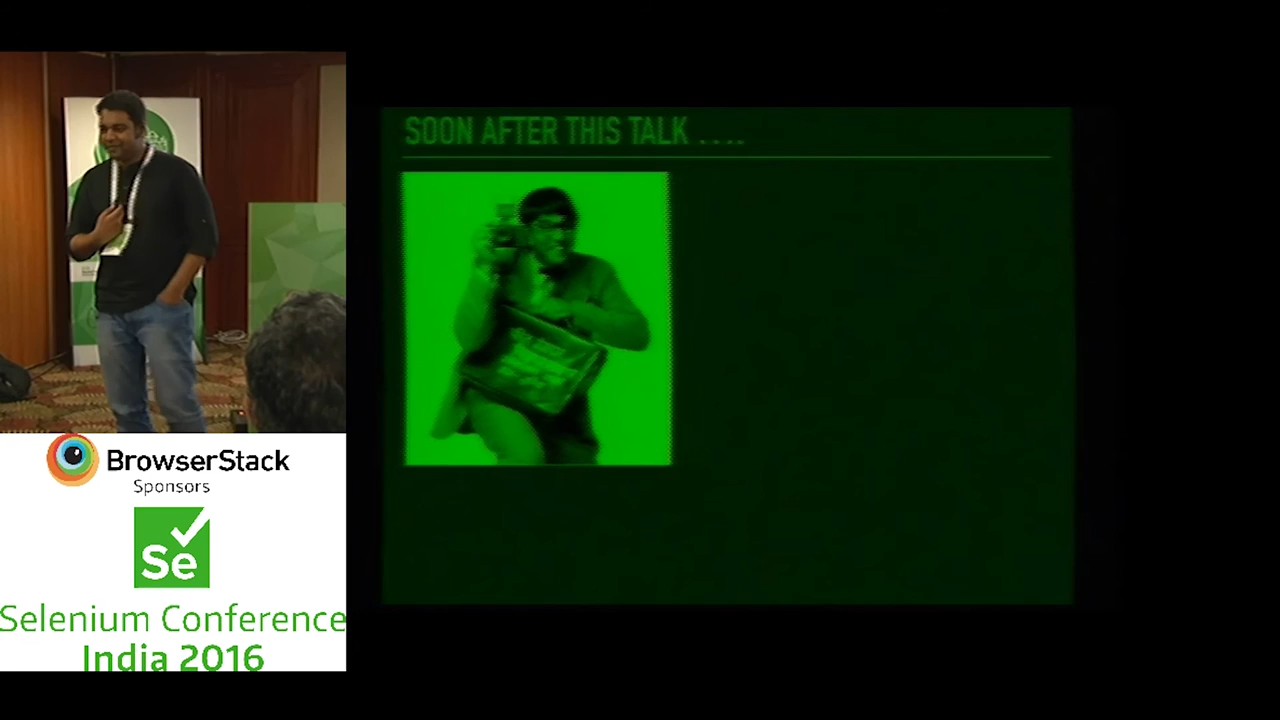 SOON AFTER THIS TALK ....
BrowserStack
Sponsors
Se
Selenium Conference
India 2016